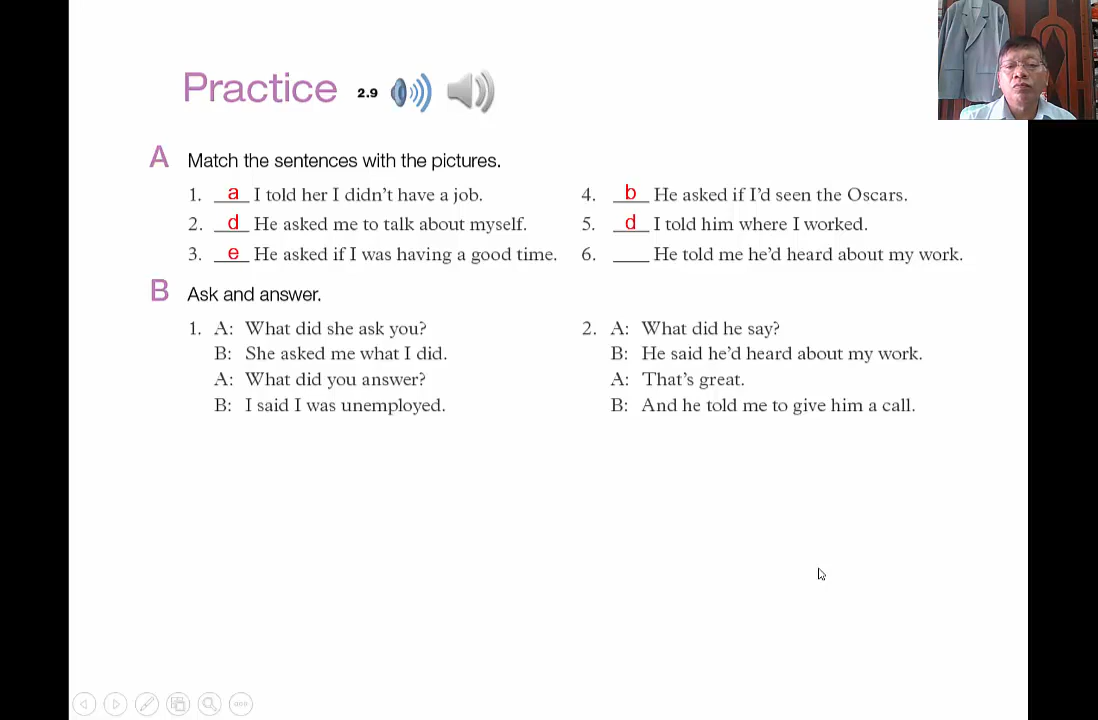 Practice 2.9
A Match the sentences with the pictures.
1. a I told her I didn't have a job.
2. d He asked me to talk about myself.
3. e He asked if I was having a good time.
4. b He asked if I'd seen the Oscars.
5. d I told him where I worked.
6. ____ He told me he'd heard about my work.
B Ask and answer.
1. A: What did she ask you?
B: She asked me what I did.
A: What did you answer?
B: I said I was unemployed.
2. A: What did he say?
B: He said he'd heard about my work.
A: That's great.
B: And he told me to give him a call.